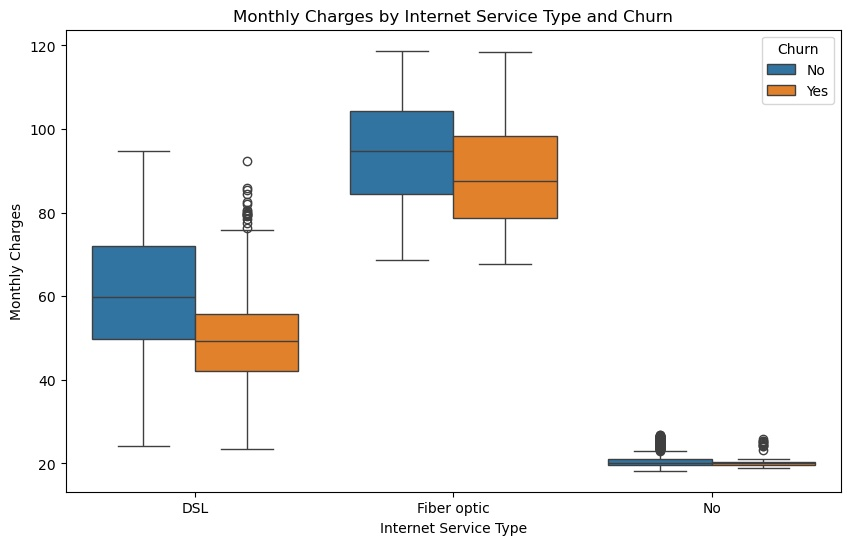 Monthly Charges by Internet Service Type and Churn
Churn
No
Yes
Monthly Charges
120
100
80
60
40
20
DSL
Fiber optic
No
Internet Service Type